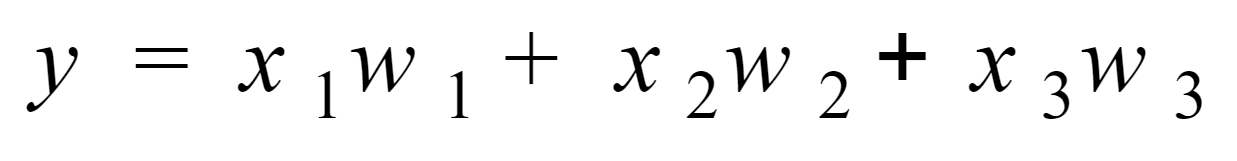 y = x₁w₁ + x₂w₂ + x₃w₃